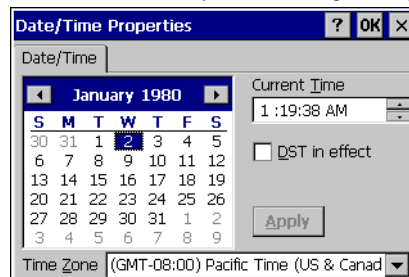 Date/Time Properties ? OK ×
Date/Time
January 1980
S M T W T F S
30 31 1 2 3 4 5
6 7 8 9 10 11 12
13 14 15 16 17 18 19
20 21 22 23 24 25 26
27 28 29 30 31 1 2
3 4 5 6 7 8 9
Current Time
1 :19:38 AM
DST in effect
Apply
Time Zone (GMT-08:00) Pacific Time (US & Canad